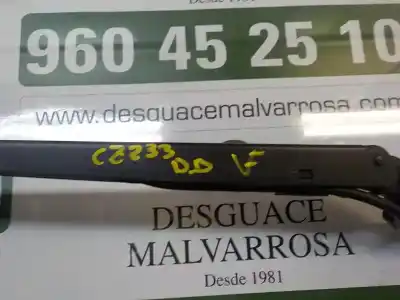 960 45 25 10
www.desguacemalvarrosa.com
C2233
DD V
DESGUACE
MALVARROSA
Desde 1981